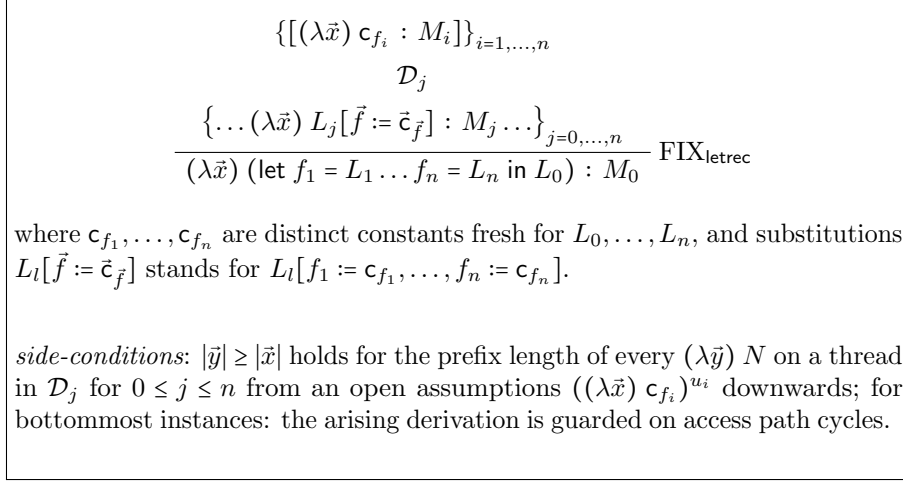 {[(λx⃗) c_{f_i} : M_i]}_{i=1,…,n}
𝒟_j
{… (λx⃗) L_j[f⃗ := c⃗_{f⃗}] : M_j …}_{j=0,…,n}
FIX_{letrec}
(λx⃗) (let f_1 = L_1 … f_n = L_n in L_0) : M_0
where c_{f_1}, …, c_{f_n} are distinct constants fresh for L_0, …, L_n, and substitutions
L_l[f⃗ := c⃗_{f⃗}] stands for L_l[f_1 := c_{f_1}, …, f_n := c_{f_n}].
side-conditions: |y⃗| ≥ |x⃗| holds for the prefix length of every (λy⃗) N on a thread
in 𝒟_j for 0 ≤ j ≤ n from an open assumptions ((λx⃗) c_{f_i})^{u_i} downwards; for
bottommost instances: the arising derivation is guarded on access path cycles.